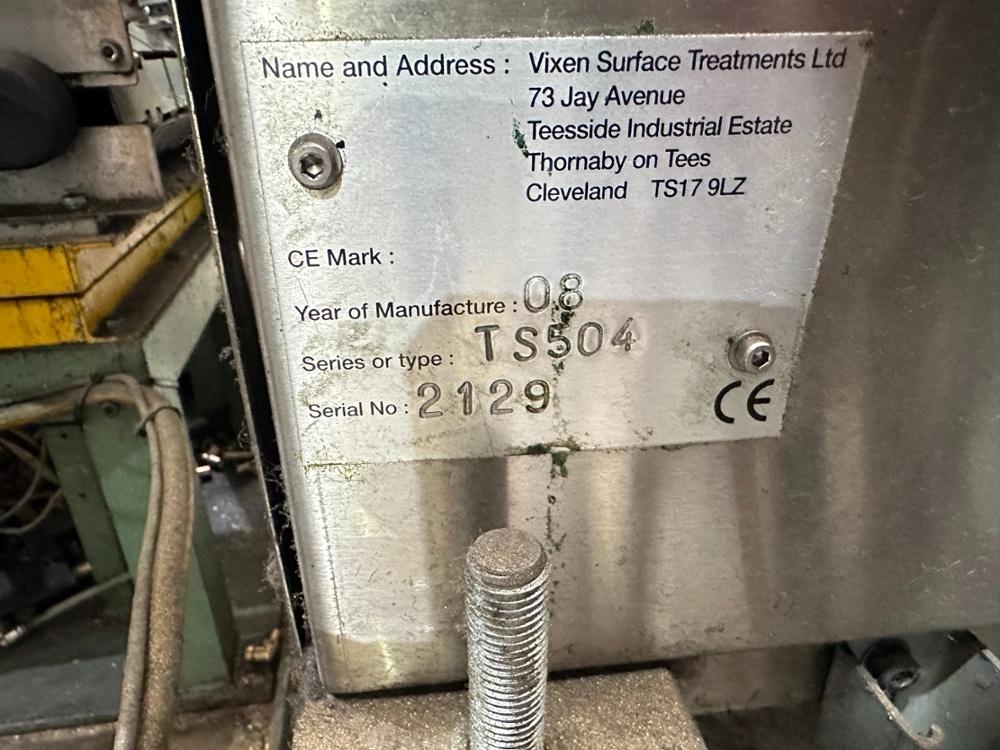 Name and Address : Vixen Surface Treatments Ltd
73 Jay Avenue
Teesside Industrial Estate
Thornaby on Tees
Cleveland TS17 9LZ
CE Mark :
Year of Manufacture : 08
Series or type : TS504
Serial No : 2129
CE